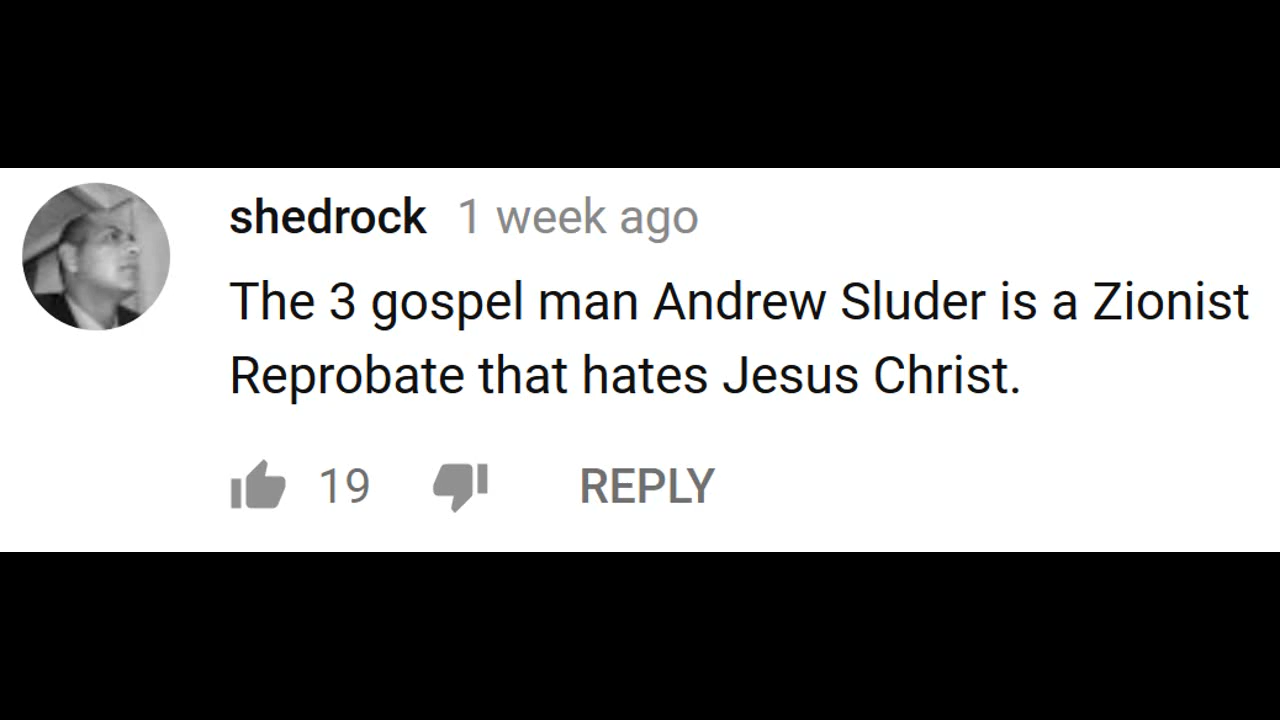 shedrock 1 week ago
The 3 gospel man Andrew Sluder is a Zionist
Reprobate that hates Jesus Christ.
19 REPLY